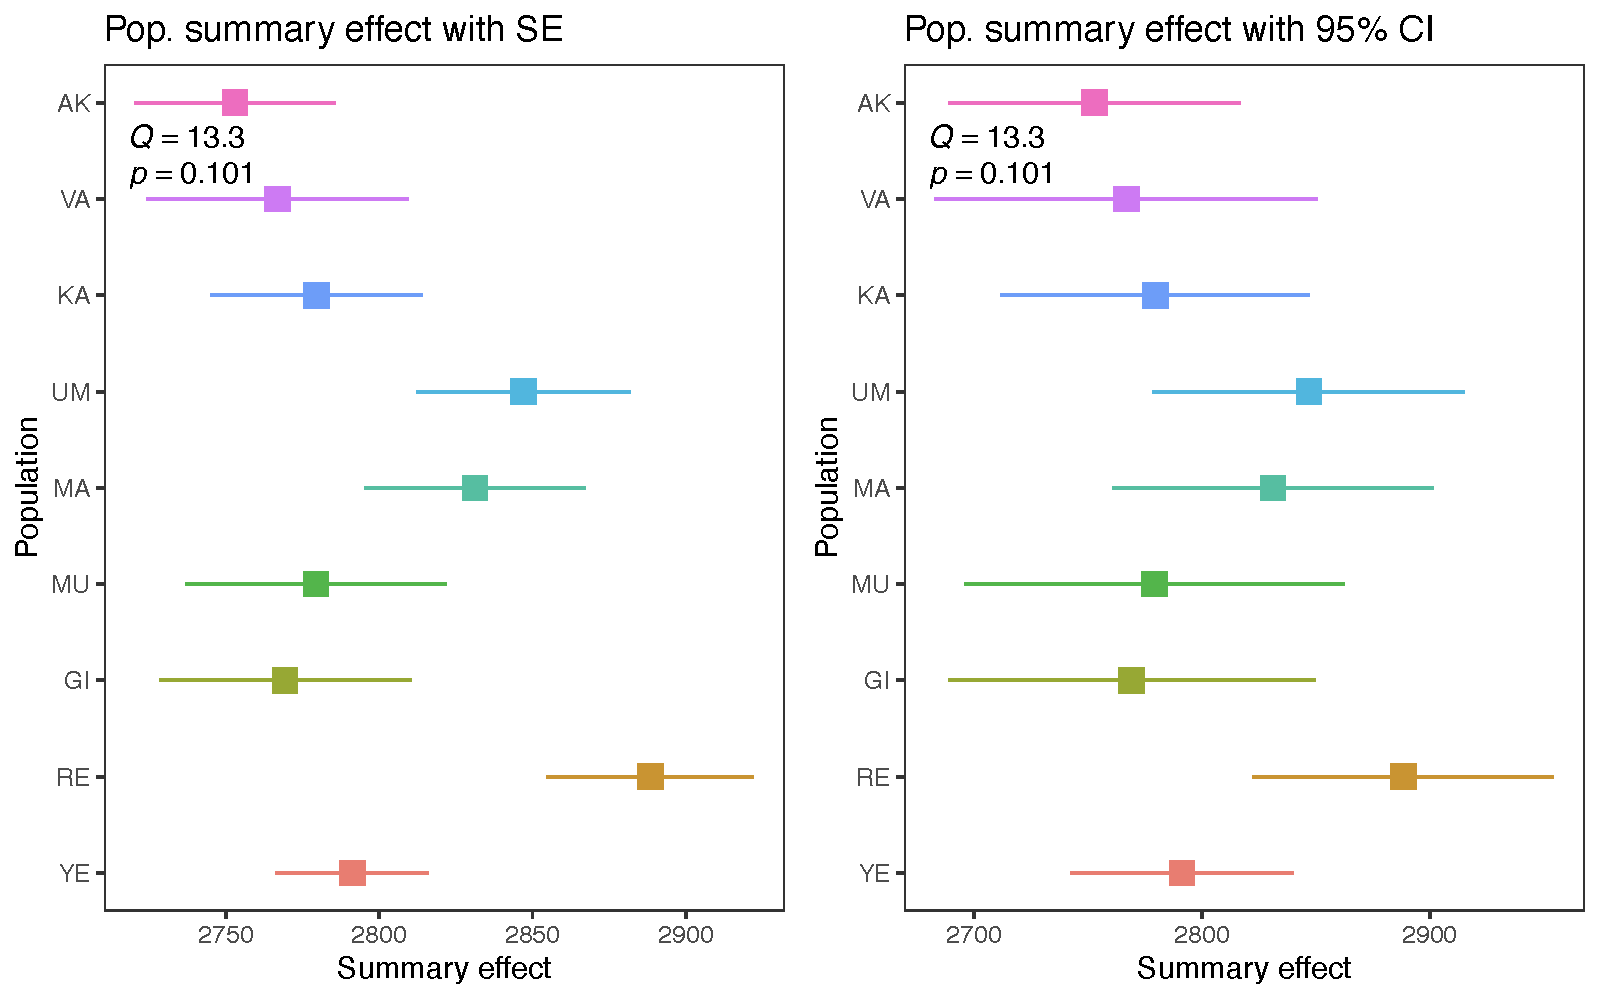 Pop. summary effect with SE
AK
Q = 13.3
p = 0.101
VA
KA
UM
MA
MU
GI
RE
YE
Population
2750 2800 2850 2900
Summary effect
Pop. summary effect with 95% CI
AK
Q = 13.3
p = 0.101
VA
KA
UM
MA
MU
GI
RE
YE
Population
2700 2800 2900
Summary effect